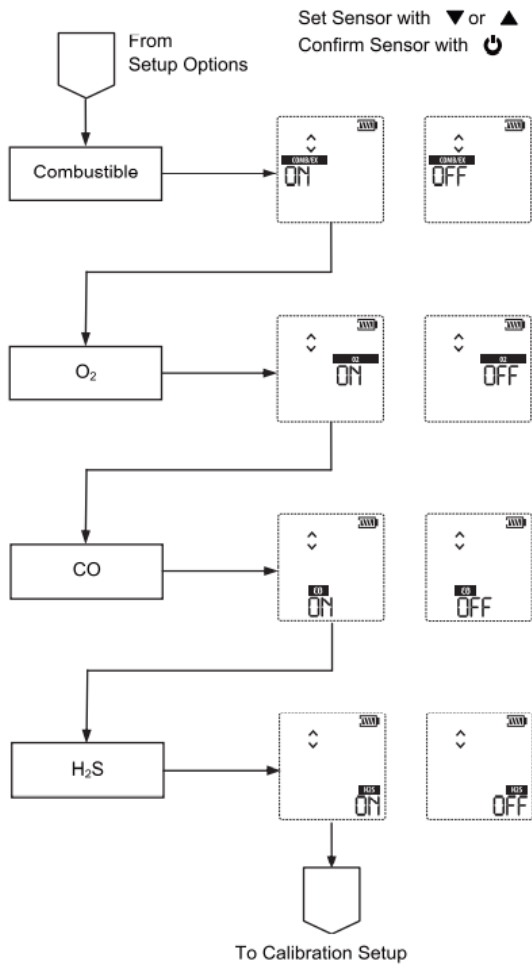 Set Sensor with ▼ or ▲
Confirm Sensor with ⏻
From
Setup Options
Combustible
COMB/EX
ON
COMB/EX
OFF
O₂
O2
ON
O2
OFF
CO
CO
ON
CO
OFF
H₂S
H2S
ON
H2S
OFF
To Calibration Setup